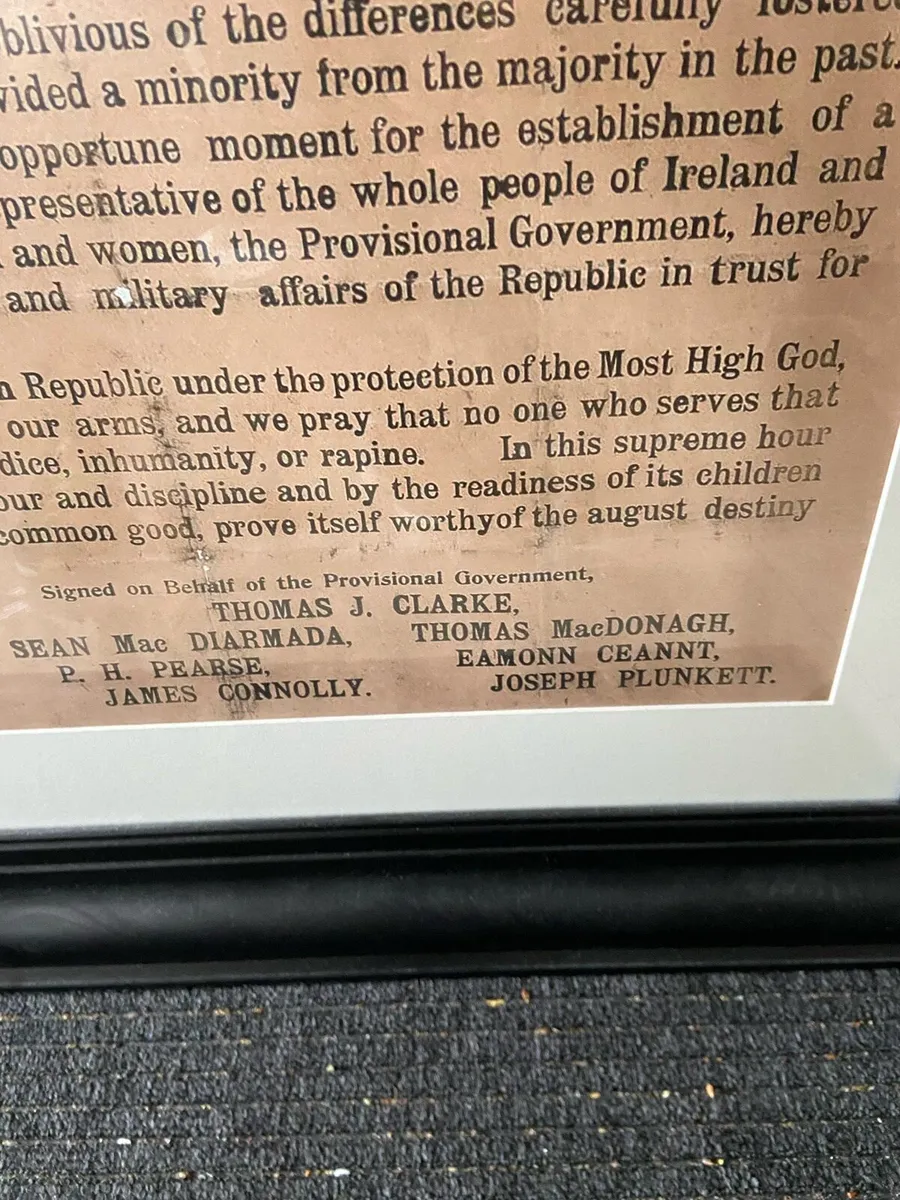 blivious of the differences carefully
vided a minority from the majority in the past.
opportune moment for the establishment of a
presentative of the whole people of Ireland and
and women, the Provisional Government, hereby
and military affairs of the Republic in trust for
n Republic under the protection of the Most High God,
our arms, and we pray that no one who serves that
dice, inhumanity, or rapine. In this supreme hour
our and discipline and by the readiness of its children
common good, prove itself worthy of the august destiny
Signed on Behalf of the Provisional Government,
THOMAS J. CLARKE,
SEAN Mac DIARMADA, THOMAS MacDONAGH,
P. H. PEARSE, EAMONN CEANNT,
JAMES CONNOLLY. JOSEPH PLUNKETT.